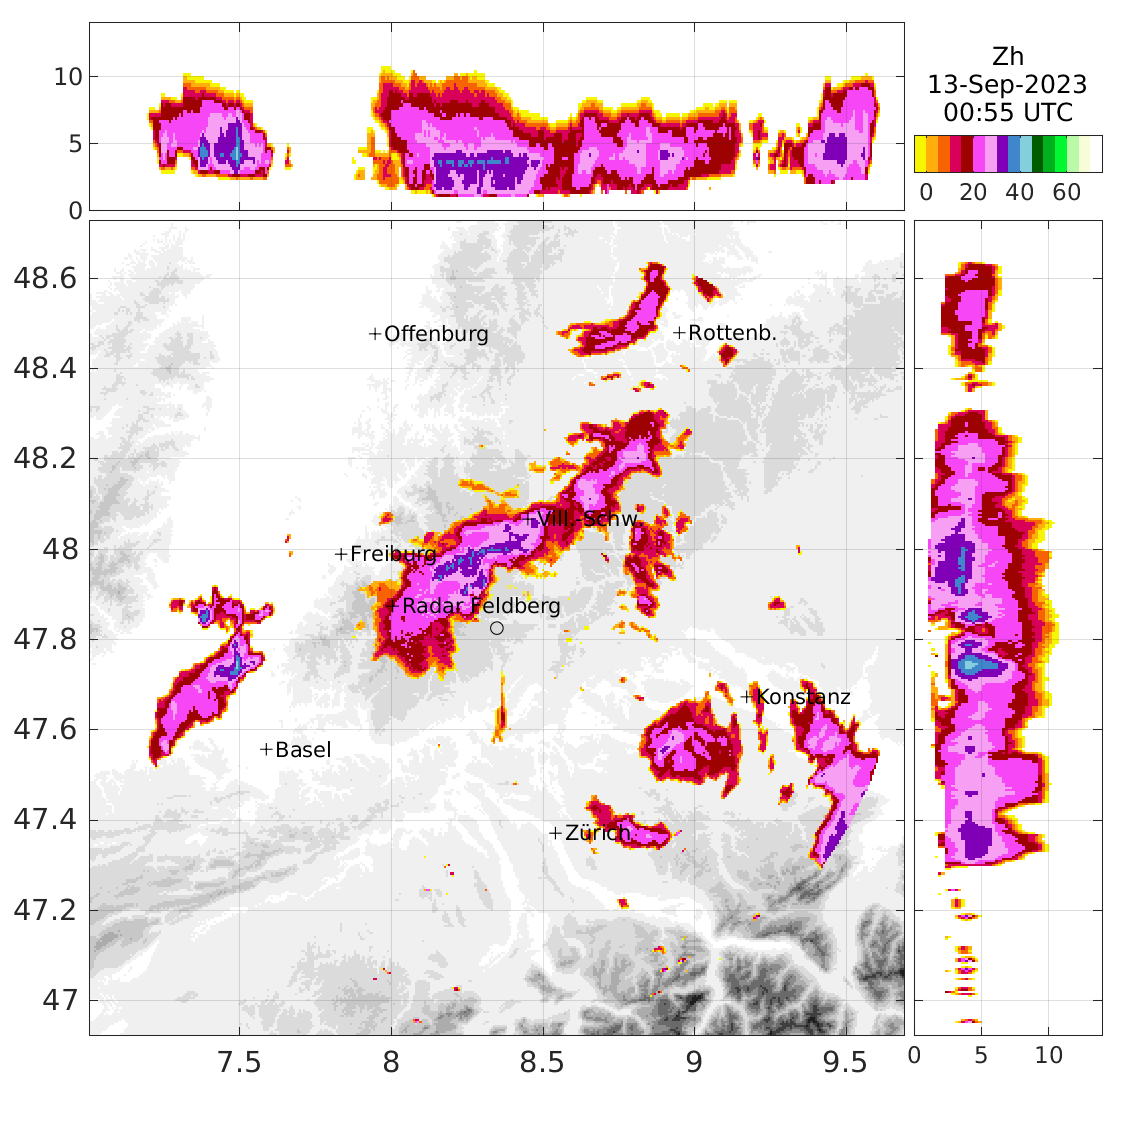 Zh
13-Sep-2023
00:55 UTC
0 20 40 60
10
5
0
48.6
48.4
48.2
48
47.8
47.6
47.4
47.2
47
+Offenburg
+Rottenb.
+Vill.-Schw.
+Freiburg
+Radar Feldberg
+Konstanz
+Basel
+Zürich
7.5 8 8.5 9 9.5
0 5 10